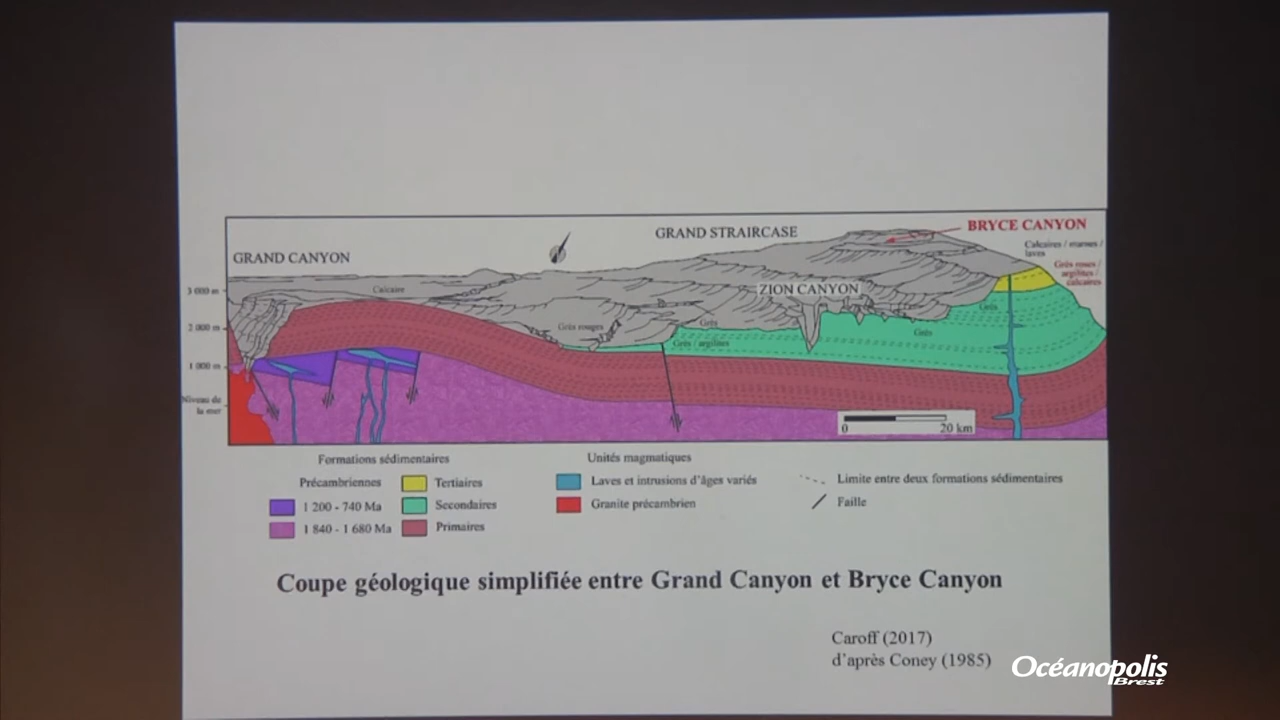 GRAND CANYON
GRAND STRAIRCASE
BRYCE CANYON
Calcaires / marnes /
laves
Grès roses /
argilites /
calcaires
ZION CANYON
3 000 m
2 000 m
1 000 m
Niveau de
la mer
Calcaire
Grès rouges
Grès
Grès / argilites
Grès
Grès
0 20 km
Formations sédimentaires
Précambriennes
1 200 - 740 Ma
1 840 - 1 680 Ma
Tertiaires
Secondaires
Primaires
Unités magmatiques
Laves et intrusions d'âges variés
Granite précambrien
Limite entre deux formations sédimentaires
Faille
Coupe géologique simplifiée entre Grand Canyon et Bryce Canyon
Caroff (2017)
d'après Coney (1985)
Océanopolis
Brest